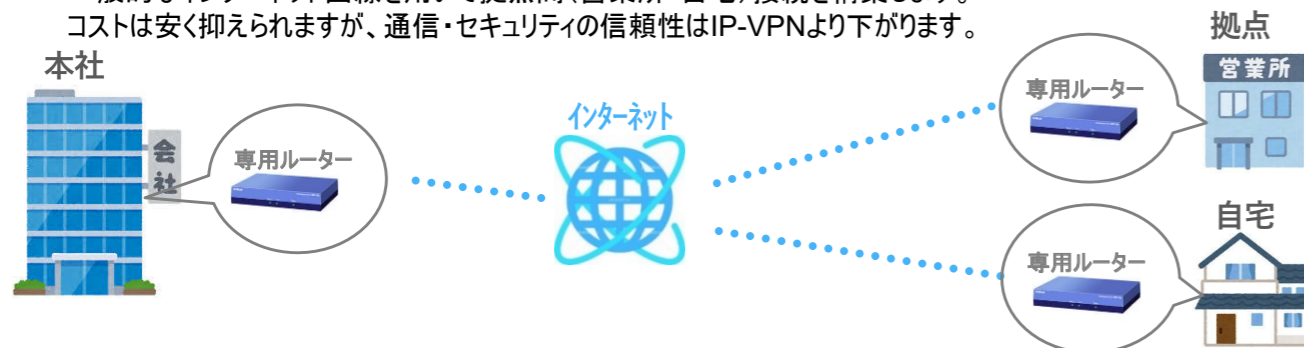 コストは安く抑えられますが、通信・セキュリティの信頼性はIP-VPNより下がります。
本社
拠点
営業所
専用ルーター
インターネット
会社
専用ルーター
自宅
専用ルーター